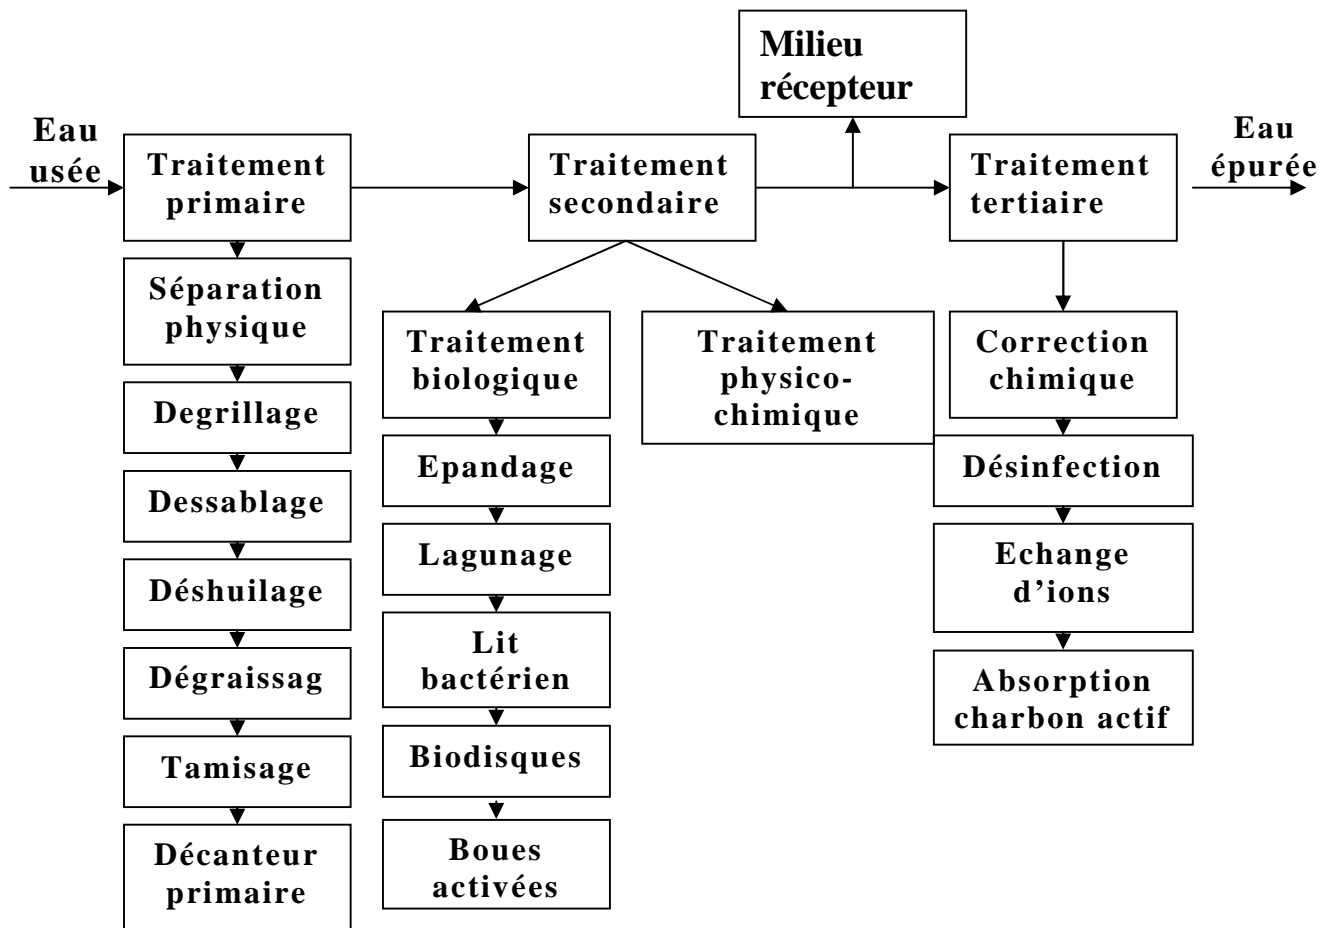 Milieu
récepteur
Eau
usée
Traitement
primaire
Traitement
secondaire
Traitement
tertiaire
Eau
épurée
Séparation
physique
Degrillage
Dessablage
Déshuilage
Dégraissag
Tamisage
Décanteur
primaire
Traitement
biologique
Epandage
Lagunage
Lit
bactérien
Biodisques
Boues
activées
Traitement
physico-
chimique
Correction
chimique
Désinfection
Echange
d’ions
Absorption
charbon actif